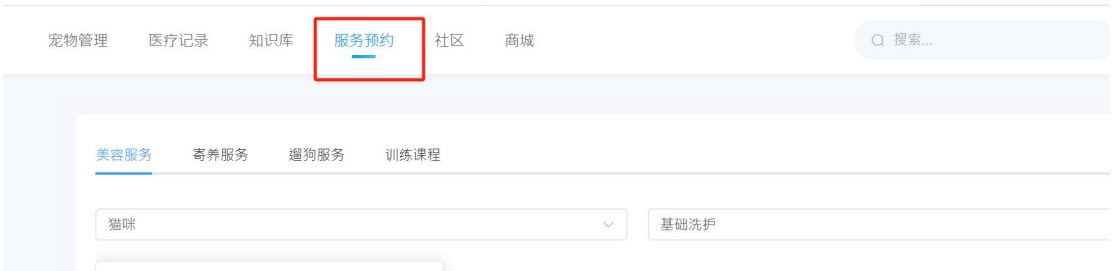 宠物管理 医疗记录 知识库 服务预约 社区 商城 搜索...
美容服务 寄养服务 遛狗服务 训练课程
猫咪 基础洗护